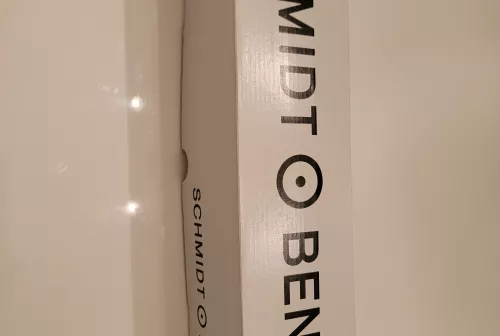 MIDT ⊙ BEN
SCHMIDT ⊙